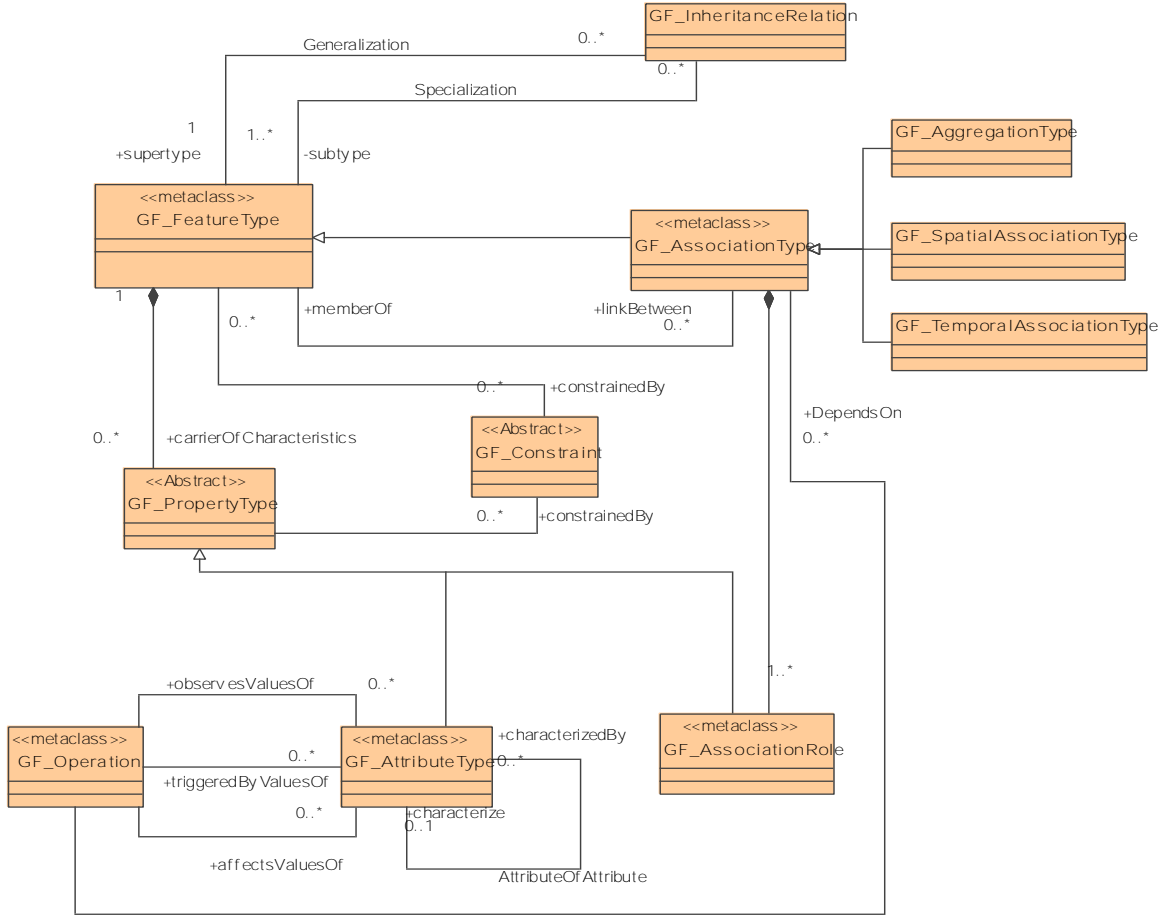 GF_InheritanceRelation
0..*
Generalization
0..*
Specialization
1
1..*
+supertype
-subtype
GF_AggregationType
<<metaclass>>
GF_FeatureType
<<metaclass>>
GF_AssociationType
GF_SpatialAssociationType
1
0..*
+memberOf
+linkBetween
0..*
GF_TemporalAssociationType
0..*
+constrainedBy
+DependsOn
0..*
0..*
+carrierOfCharacteristics
<<Abstract>>
GF_Constraint
<<Abstract>>
GF_PropertyType
0..*
+constrainedBy
1..*
+observesValuesOf
0..*
<<metaclass>>
GF_Operation
0..*
+triggeredByValuesOf
0..*
+affectsValuesOf
<<metaclass>>
GF_AttributeType
+characterizedBy
0..*
+characterize
0..1
AttributeOfAttribute
<<metaclass>>
GF_AssociationRole